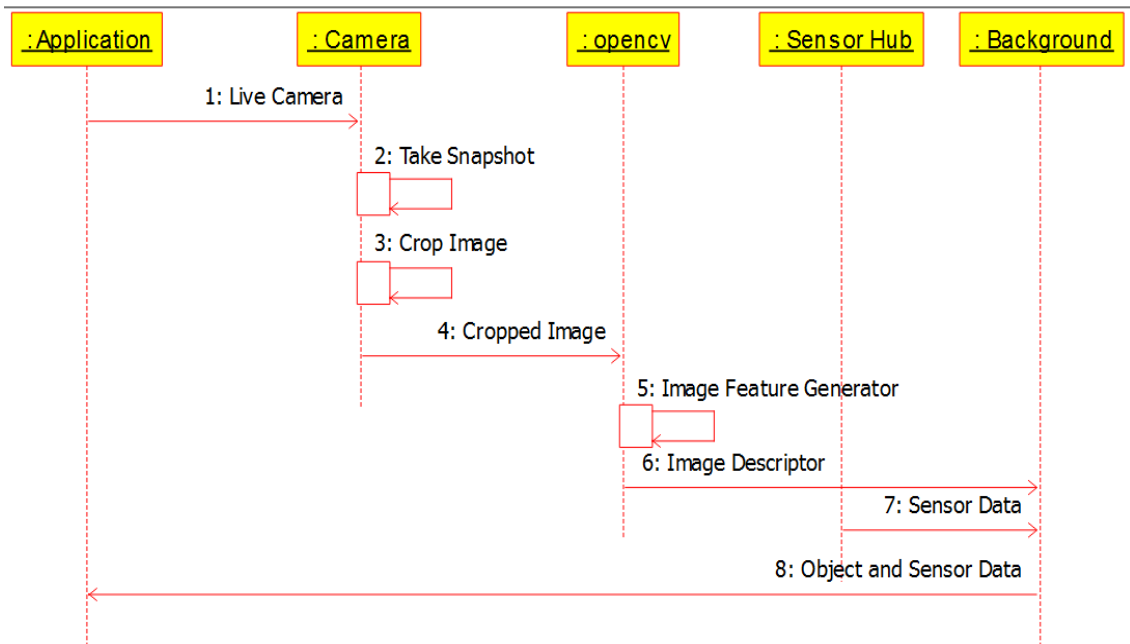 : Application
: Camera
: opencv
: Sensor Hub
: Background
1: Live Camera
2: Take Snapshot
3: Crop Image
4: Cropped Image
5: Image Feature Generator
6: Image Descriptor
7: Sensor Data
8: Object and Sensor Data